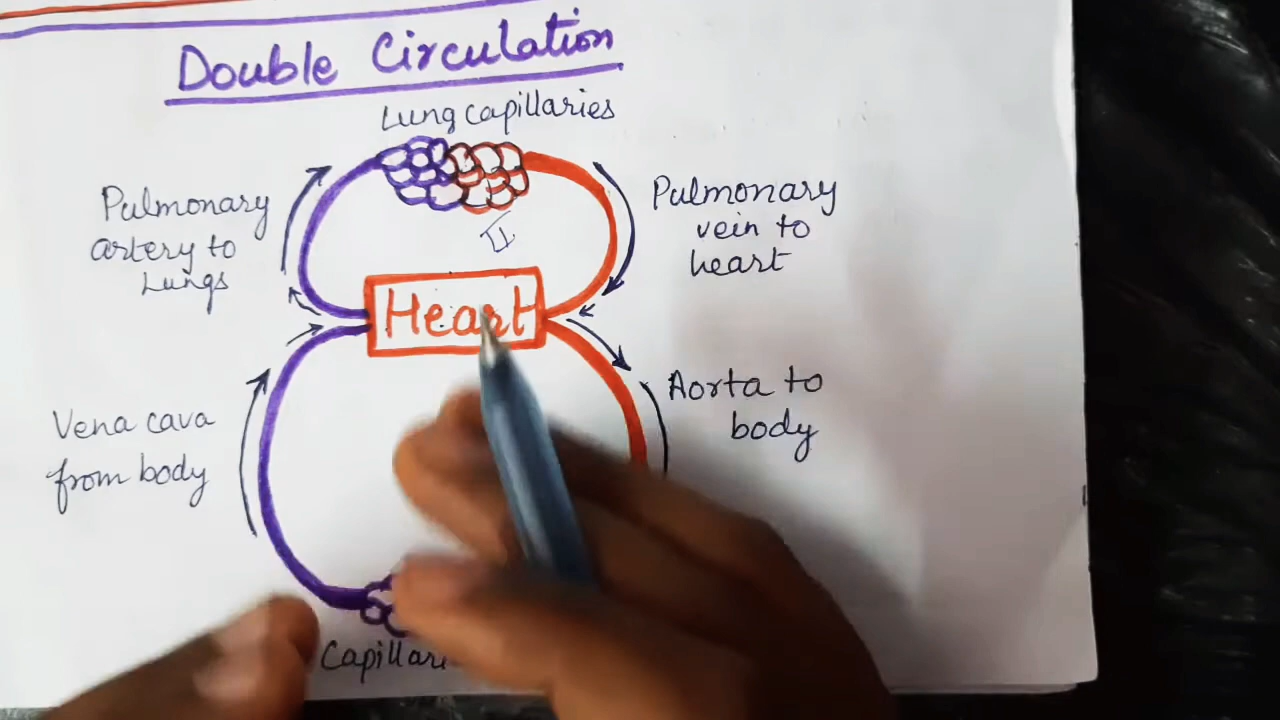 Double Circulation
Lung capillaries
Pulmonary
artery to
Lungs
Pulmonary
vein to
heart
II
Heart
Aorta to
body
Vena cava
from body